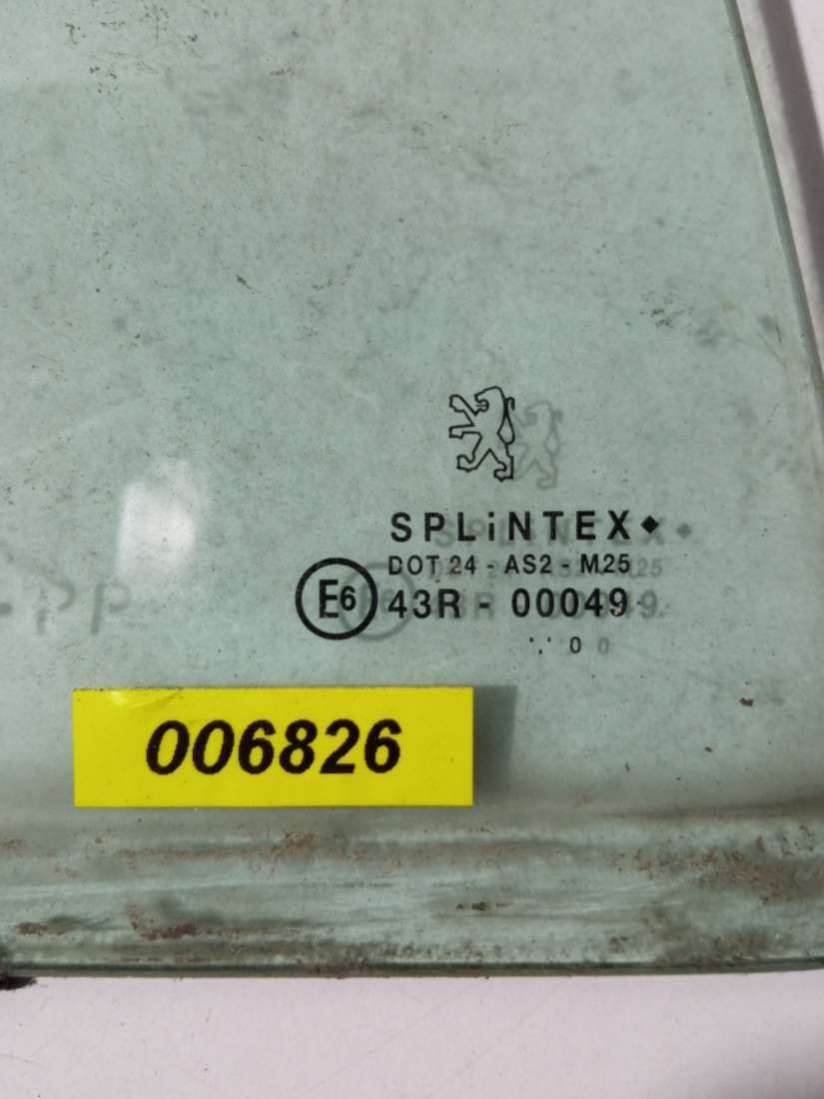 SPLiNTEX
DOT 24 - AS2 - M25
E6 43R - 00049
∵ 0
006826